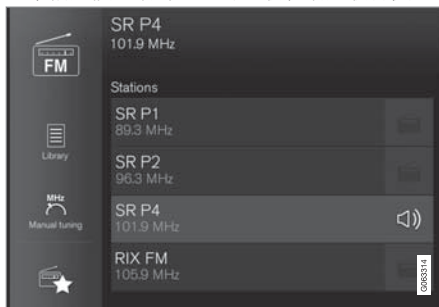 SR P4
101.9 MHz
FM
Stations
SR P1
89.3 MHz
Library
SR P2
96.3 MHz
MHz
Manual tuning
SR P4
101.9 MHz
RIX FM
105.9 MHz
G063314